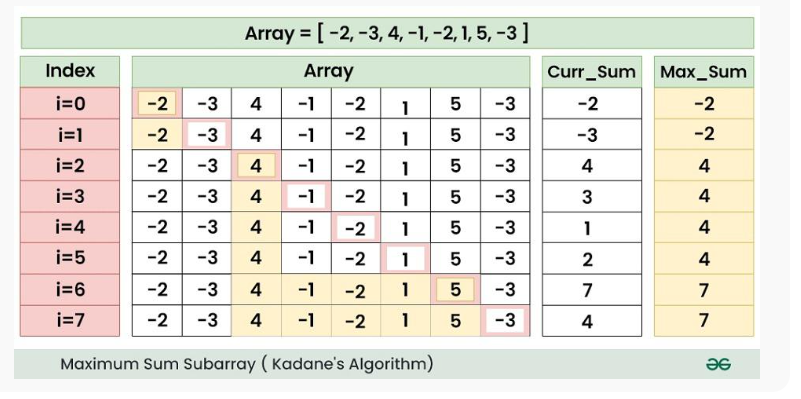 Array = [ -2, -3, 4, -1, -2, 1, 5, -3 ]
Index Array Curr_Sum Max_Sum
i=0 -2 -3 4 -1 -2 1 5 -3 -2 -2
i=1 -2 -3 4 -1 -2 1 5 -3 -3 -2
i=2 -2 -3 4 -1 -2 1 5 -3 4 4
i=3 -2 -3 4 -1 -2 1 5 -3 3 4
i=4 -2 -3 4 -1 -2 1 5 -3 1 4
i=5 -2 -3 4 -1 -2 1 5 -3 2 4
i=6 -2 -3 4 -1 -2 1 5 -3 7 7
i=7 -2 -3 4 -1 -2 1 5 -3 4 7
Maximum Sum Subarray ( Kadane's Algorithm)